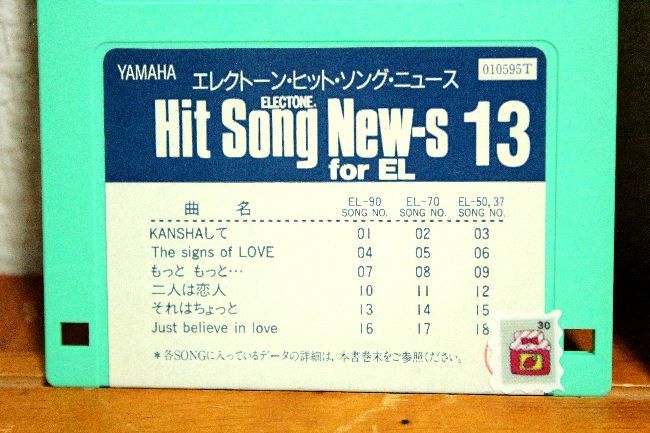 YAMAHA エレクトーン・ヒット・ソング・ニュース 010595T
ELECTONE
Hit Song New-s 13
for EL
曲 名 EL-90 SONG NO. EL-70 SONG NO. EL-50, 37 SONG NO.
KANSHAして 01 02 03
The signs of LOVE 04 05 06
もっと もっと… 07 08 09
二人は恋人 10 11 12
それはちょっと 13 14 15
Just believe in love 16 17 18
30
*各SONGに入っているデータの詳細は、本書巻末をご参照ください。